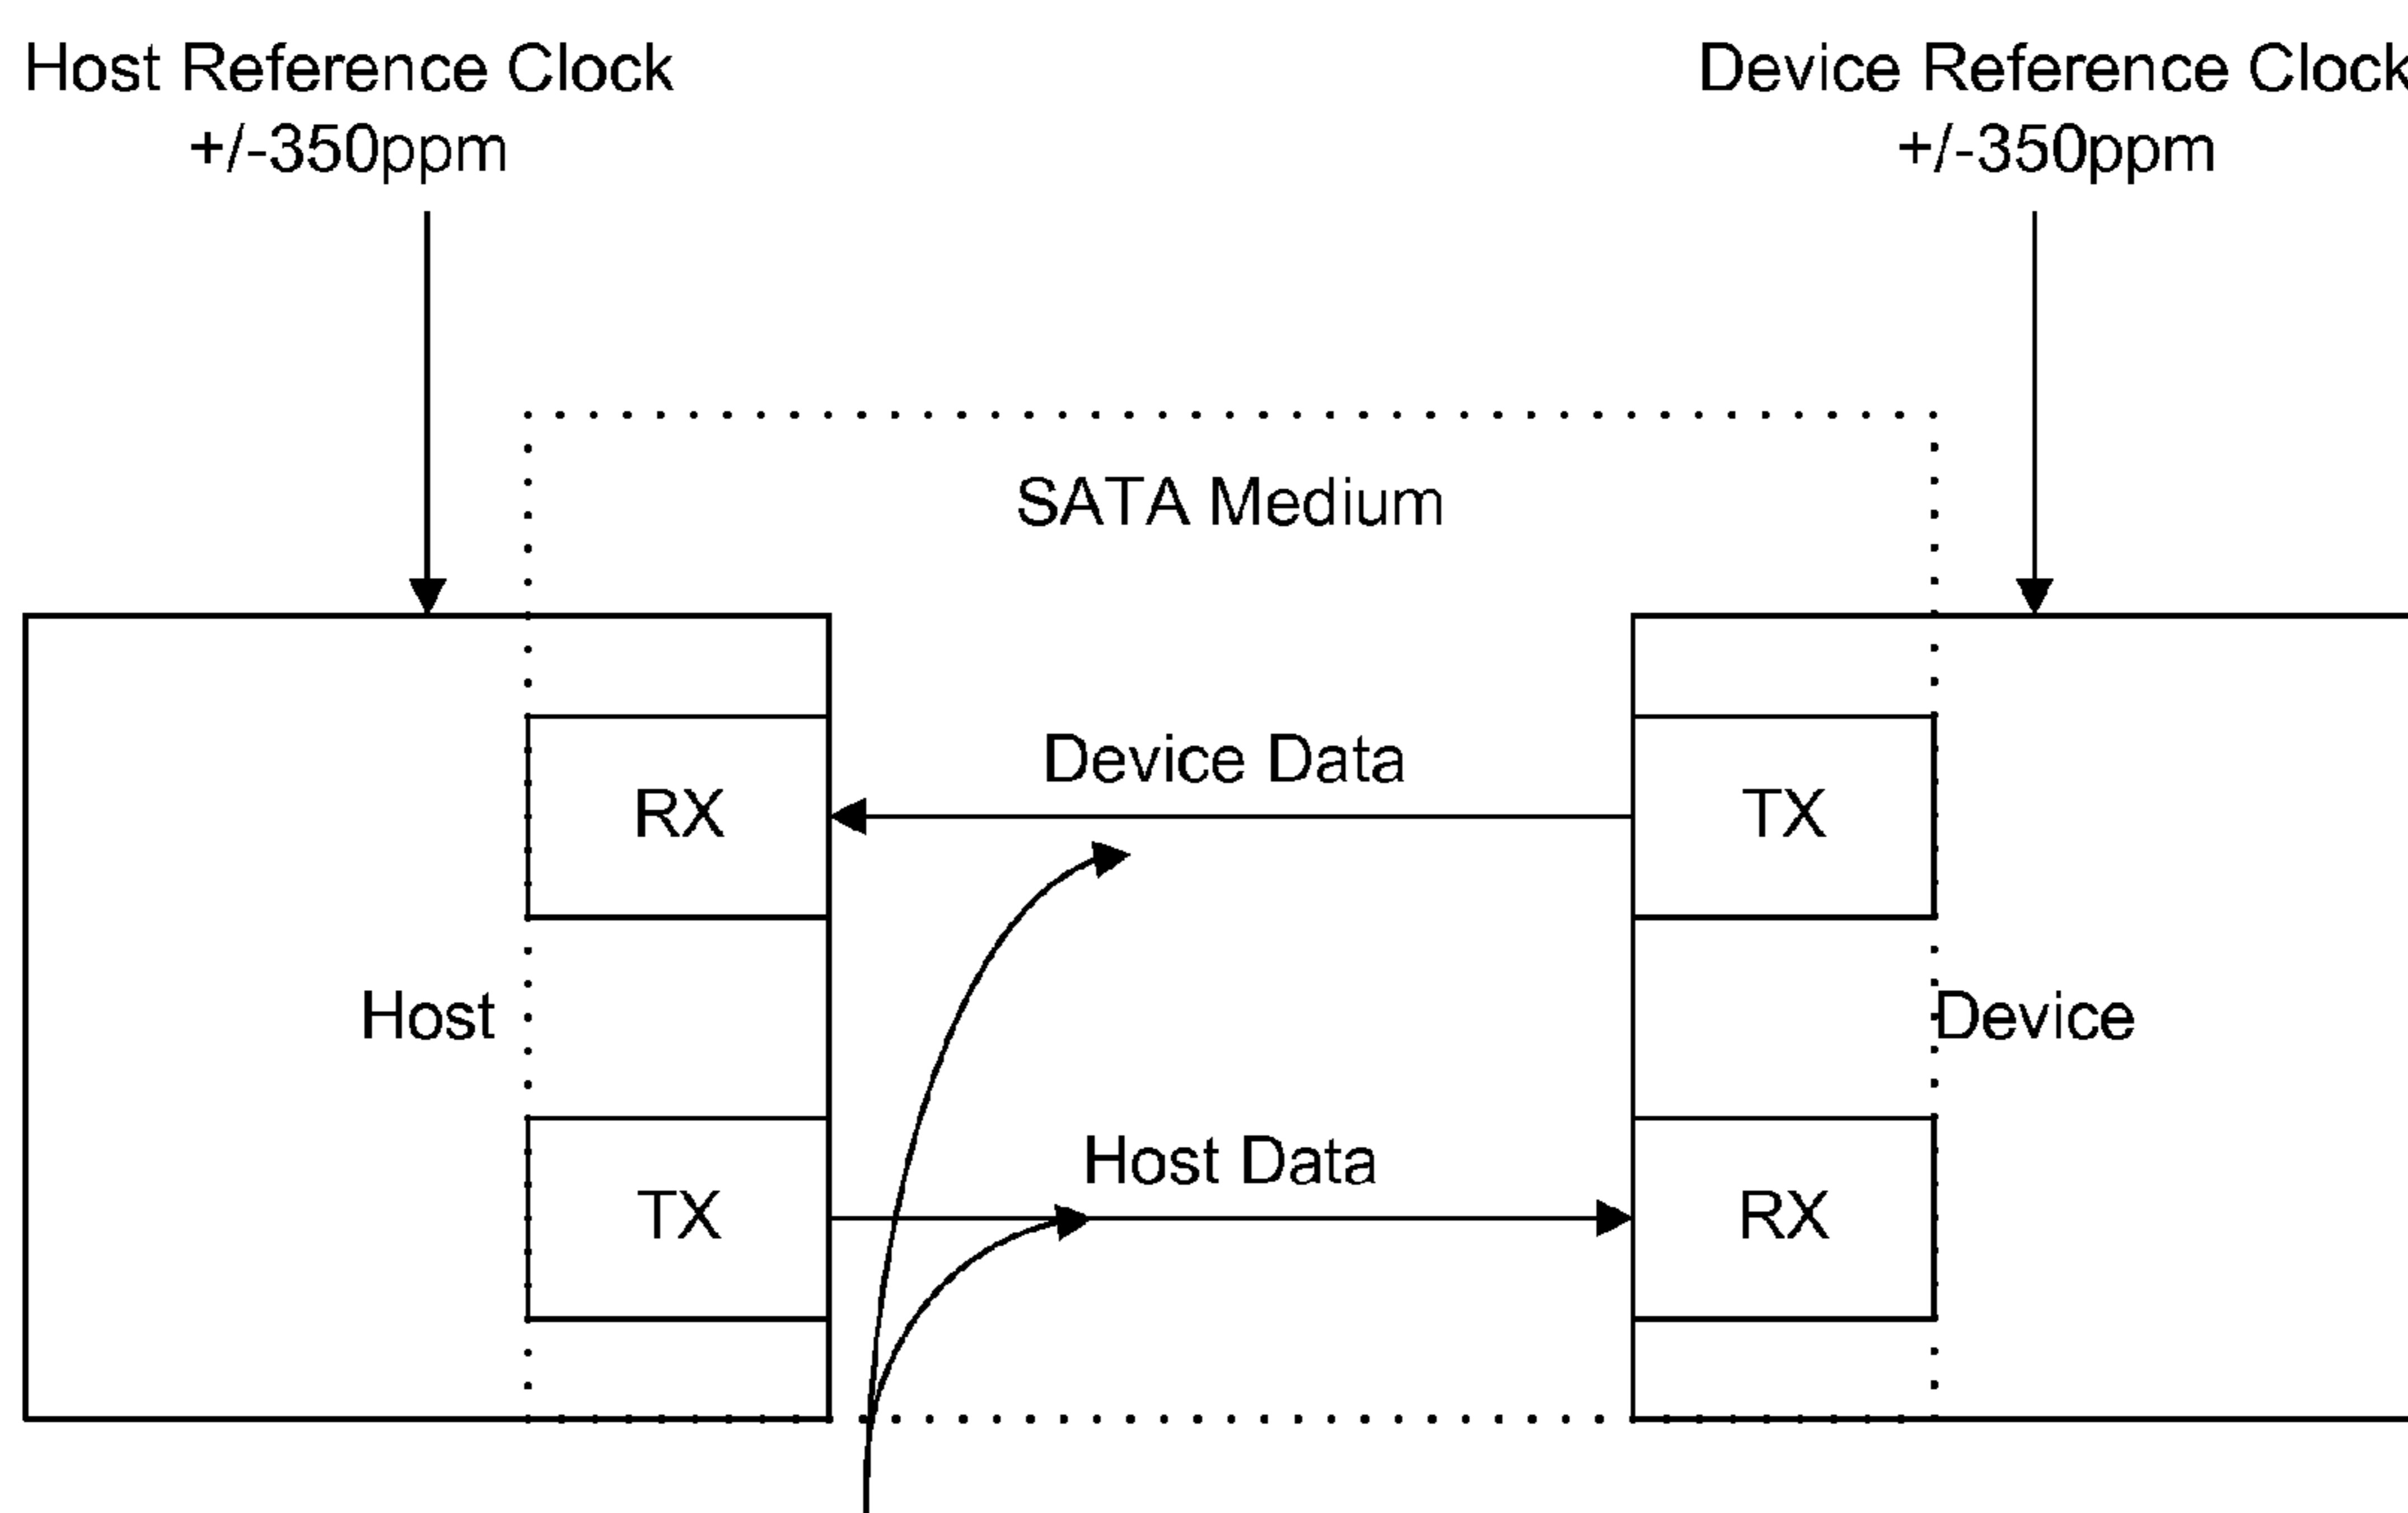 Host Reference Clock
+/-350ppm
Device Reference Clock
+/-350ppm
SATA Medium
Device Data
RX
TX
Host
Device
Host Data
TX
RX